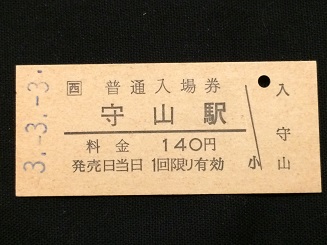 3.-3.-3.
西 普通入場券
守山駅
料金 140円
発売日当日1回限り有効
入
守
小 山